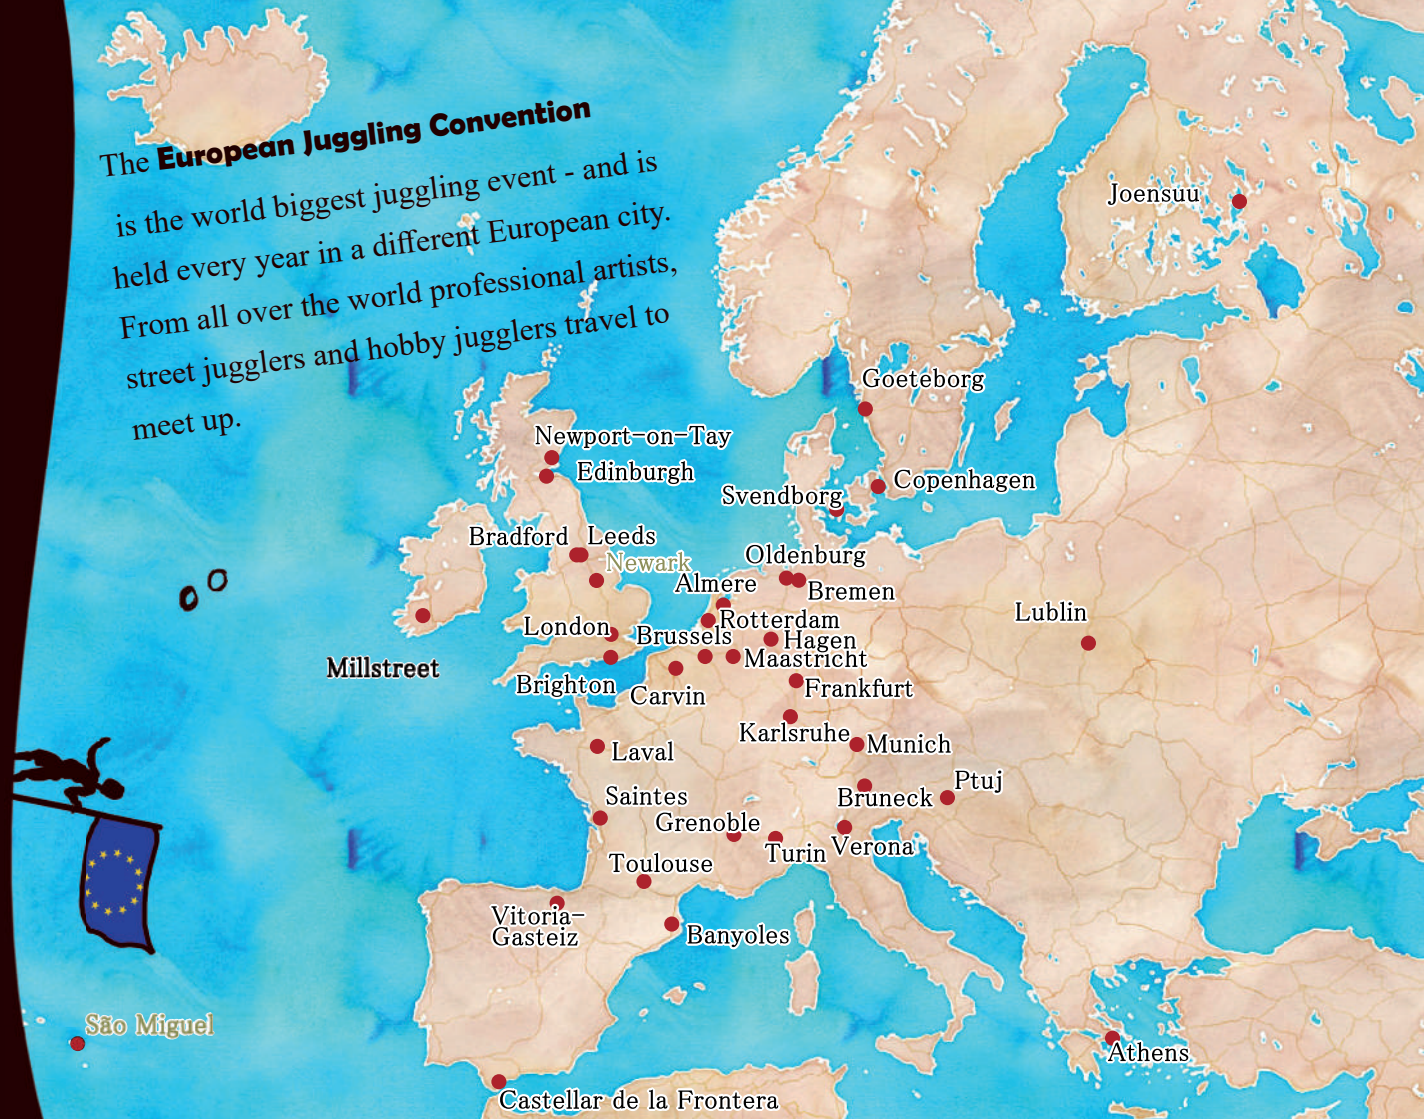 The European Juggling Convention
is the world biggest juggling event - and is
held every year in a different European city.
From all over the world professional artists,
street jugglers and hobby jugglers travel to
meet up.
Joensuu
Goeteborg
Newport-on-Tay
Edinburgh
Copenhagen
Svendborg
Bradford
Leeds
Newark
Oldenburg
Almere
Bremen
Lublin
Rotterdam
London
Brussels
Hagen
Maastricht
Millstreet
Brighton
Carvin
Frankfurt
Karlsruhe
Munich
Laval
Ptuj
Saintes
Bruneck
Grenoble
Turin
Verona
Toulouse
Vitoria-
Gasteiz
Banyoles
São Miguel
Athens
Castellar de la Frontera